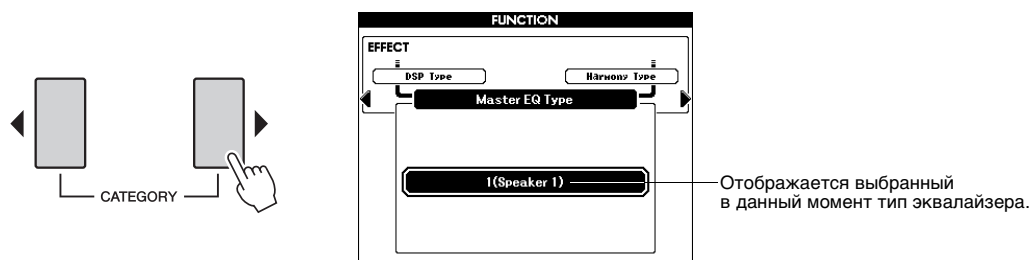 FUNCTION
EFFECT
DSP Type
Harmony Type
Master EQ Type
1(Speaker 1)
CATEGORY
Отображается выбранный
в данный момент тип эквалайзера.